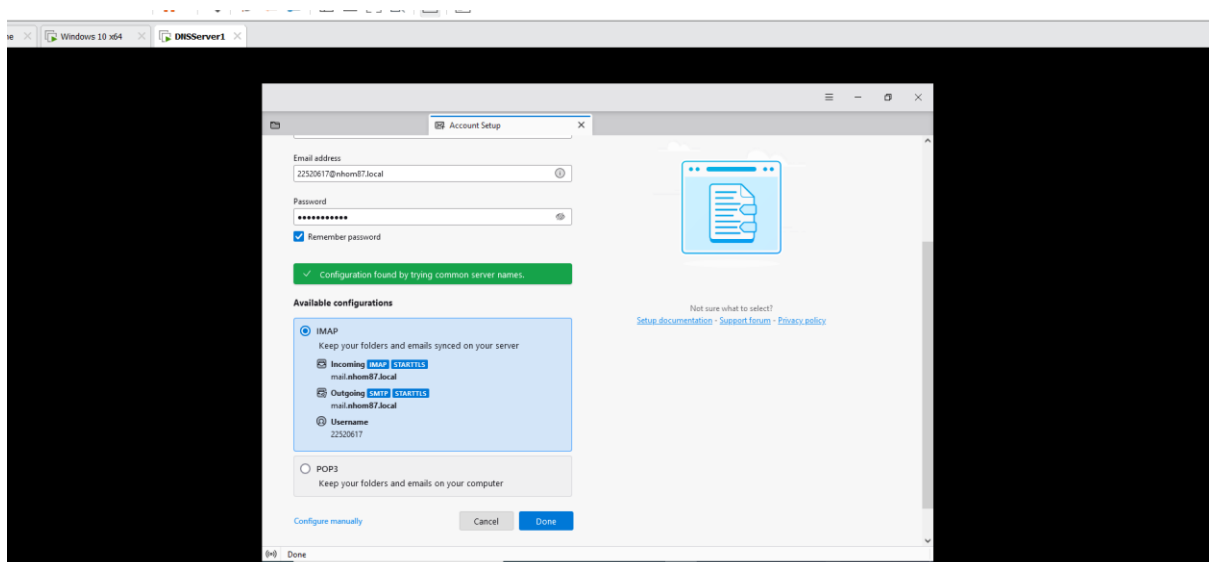 Windows 10 x64
DNSServer1
Account Setup
Email address
22520617@nhom87.local
Password
•••••••••••
Remember password
Configuration found by trying common server names.
Available configurations
IMAP
Keep your folders and emails synced on your server
Incoming IMAP STARTTLS
mail.nhom87.local
Outgoing SMTP STARTTLS
mail.nhom87.local
Username
22520617
POP3
Keep your folders and emails on your computer
Configure manually
Cancel
Done
Not sure what to select?
Setup documentation - Support forum - Privacy policy
Done